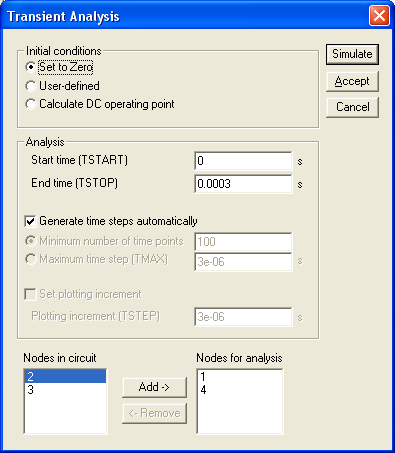 Transient Analysis
Initial conditions
Set to Zero
User-defined
Calculate DC operating point
Simulate
Accept
Cancel
Analysis
Start time (TSTART) 0 s
End time (TSTOP) 0.0003 s
Generate time steps automatically
Minimum number of time points 100
Maximum time step (TMAX) 3e-06 s
Set plotting increment
Plotting increment (TSTEP) 3e-06 s
Nodes in circuit
2
3
Add ->
<- Remove
Nodes for analysis
1
4